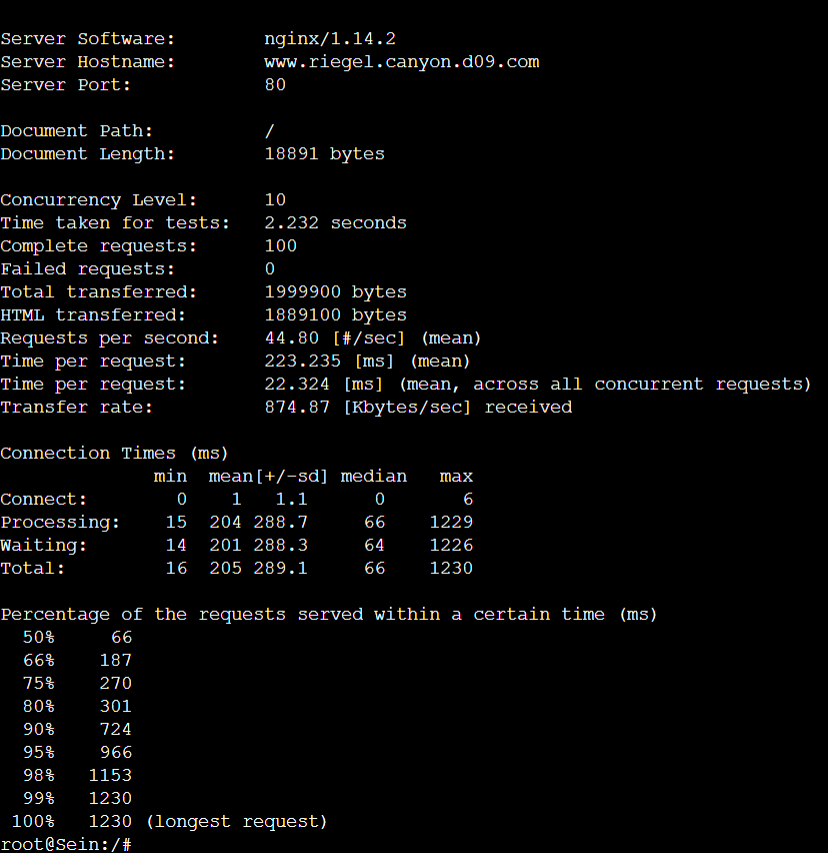 Server Software:        nginx/1.14.2
Server Hostname:        www.riegel.canyon.d09.com
Server Port:            80

Document Path:          /
Document Length:        18891 bytes

Concurrency Level:      10
Time taken for tests:   2.232 seconds
Complete requests:      100
Failed requests:        0
Total transferred:      1999900 bytes
HTML transferred:       1889100 bytes
Requests per second:    44.80 [#/sec] (mean)
Time per request:       223.235 [ms] (mean)
Time per request:       22.324 [ms] (mean, across all concurrent requests)
Transfer rate:          874.87 [Kbytes/sec] received

Connection Times (ms)
              min  mean[+/-sd] median   max
Connect:        0    1   1.1      0       6
Processing:    15  204 288.7     66    1229
Waiting:       14  201 288.3     64    1226
Total:         16  205 289.1     66    1230

Percentage of the requests served within a certain time (ms)
  50%     66
  66%    187
  75%    270
  80%    301
  90%    724
  95%    966
  98%   1153
  99%   1230
 100%   1230 (longest request)
root@Sein:/#